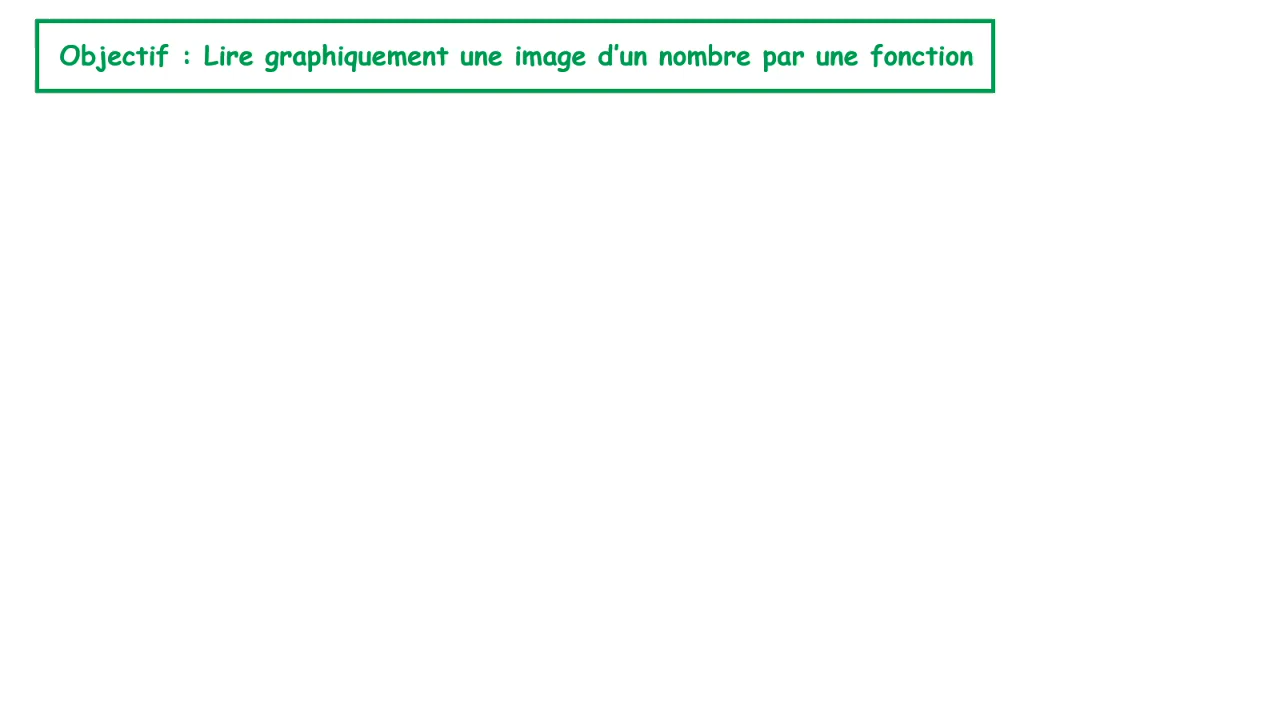 Objectif : Lire graphiquement une image d’un nombre par une fonction